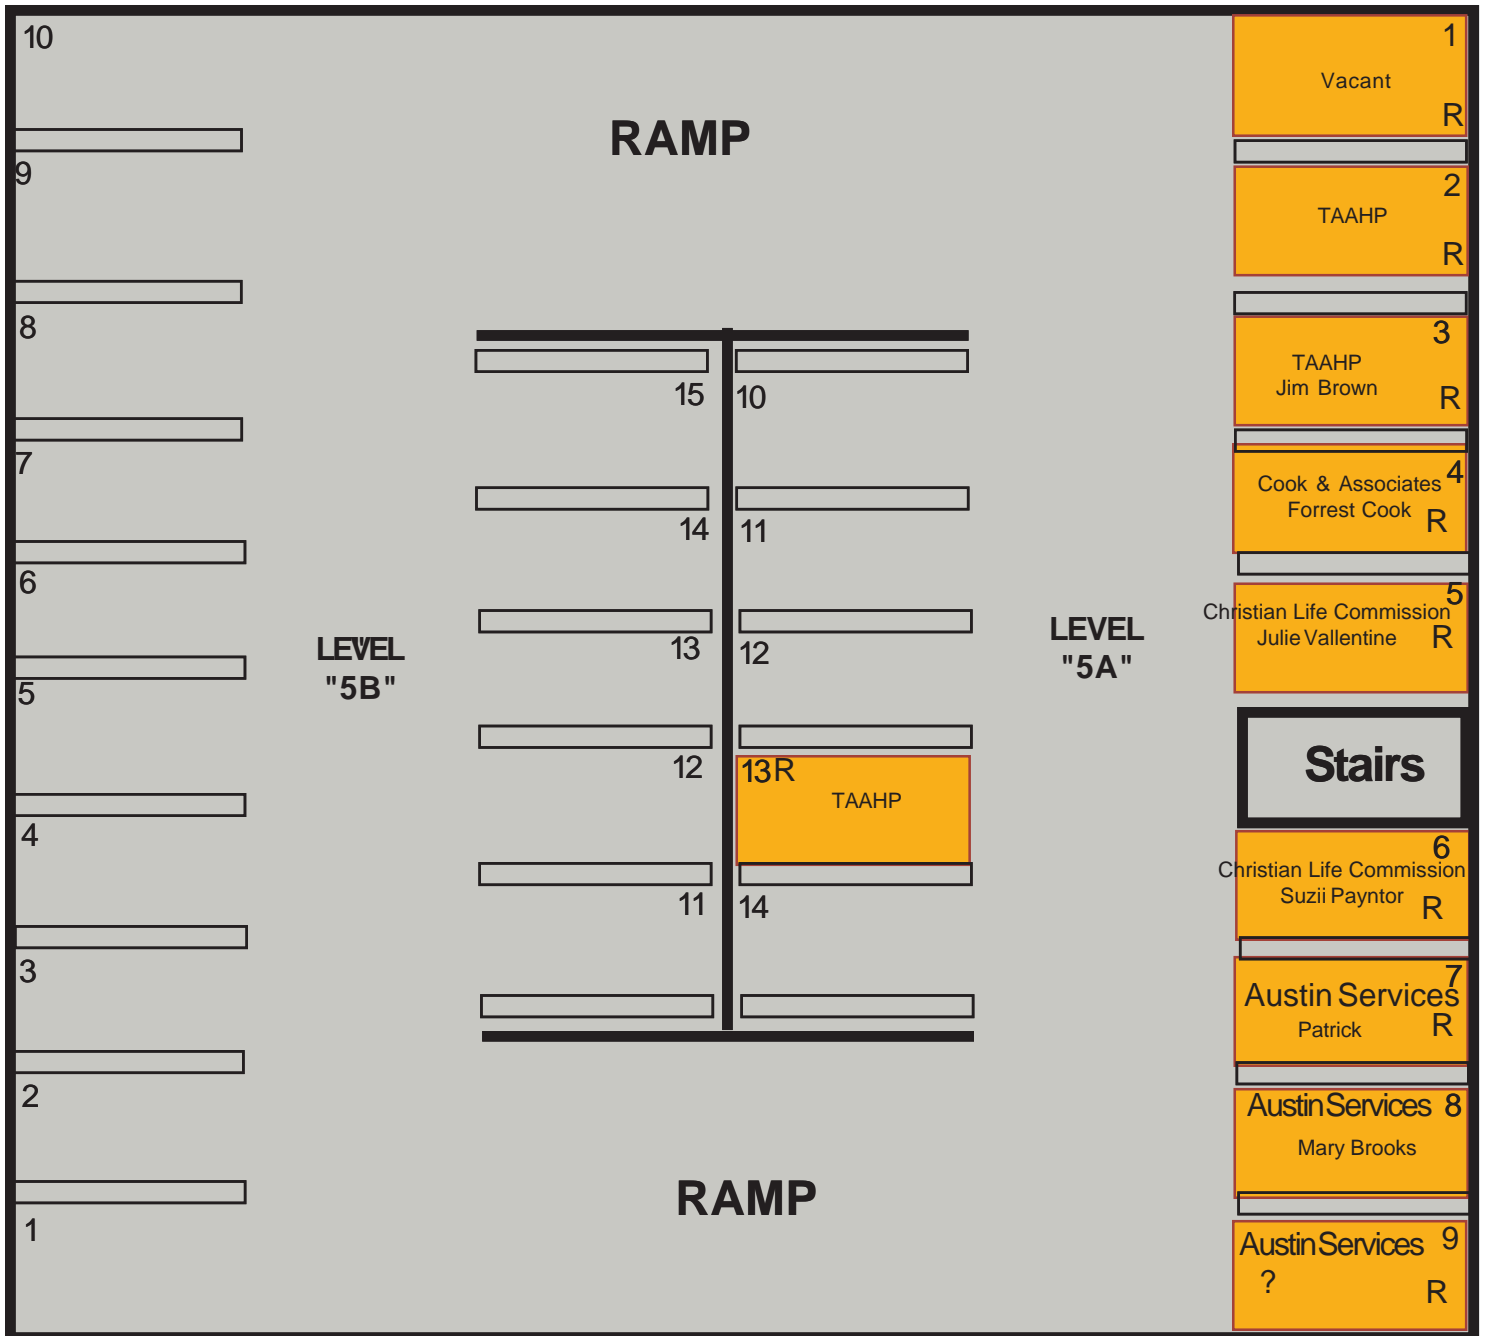 10
1
Vacant
R
RAMP
9
2
TAAHP
R
8
3
TAAHP
Jim Brown
R
15
10
7
4
Cook & Associates
Forrest Cook
R
14
11
6
5
Christian Life Commission
Julie Vallentine
R
13
12
LEVEL
"5B"
LEVEL
"5A"
5
Stairs
12
13R
TAAHP
4
6
Christian Life Commission
Suzii Payntor
R
11
14
3
7
Austin Services
Patrick
R
2
Austin Services 8
Mary Brooks
RAMP
1
Austin Services 9
?
R